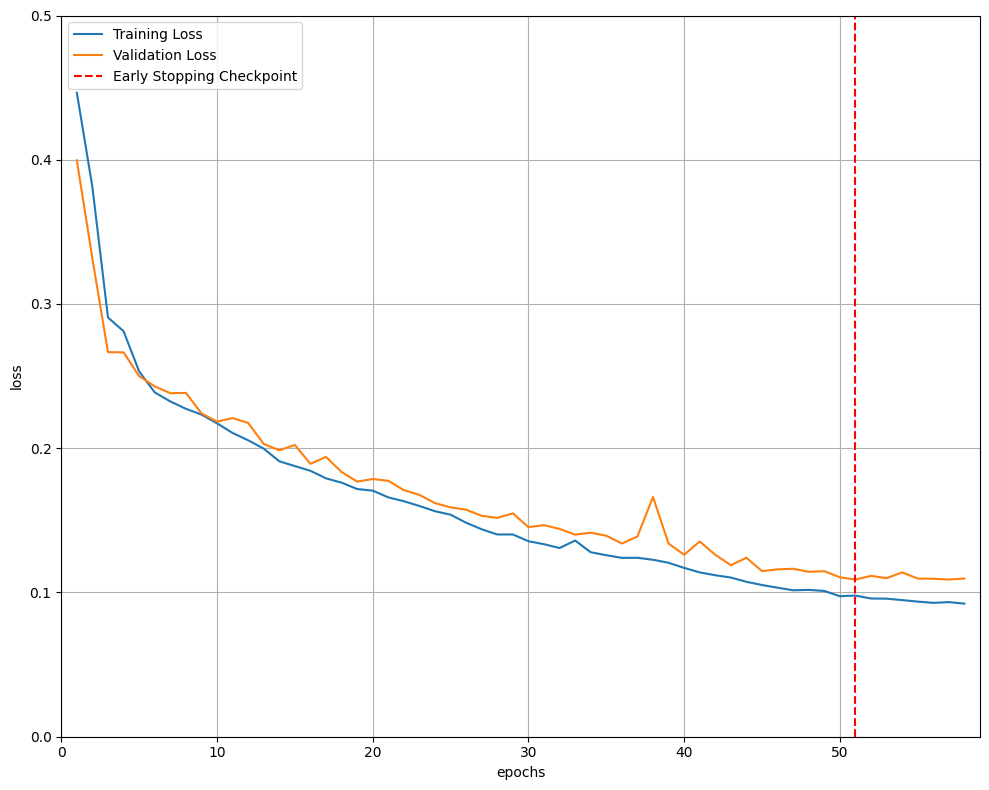 Training Loss
Validation Loss
Early Stopping Checkpoint
0.5
0.4
0.3
0.2
0.1
0.0
loss
0 10 20 30 40 50
epochs